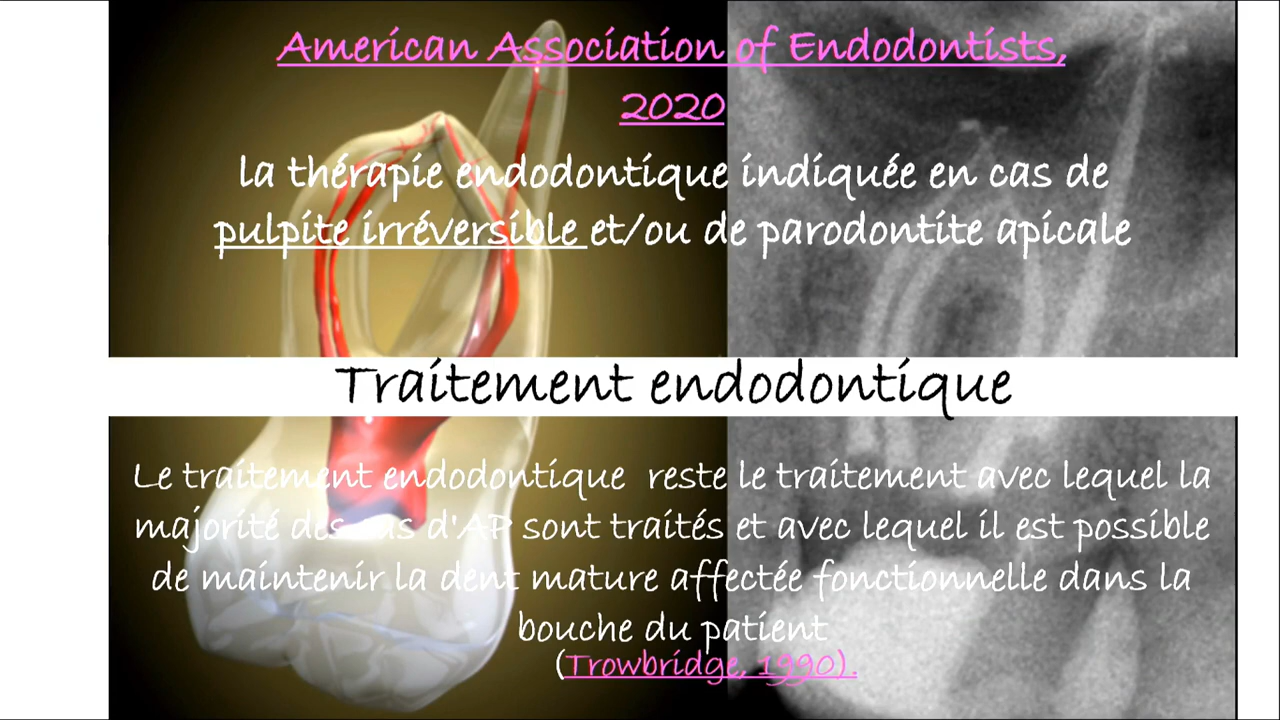 American Association of Endodontists,
2020
la thérapie endodontique indiquée en cas de
pulpite irréversible et/ou de parodontite apicale
Traitement endodontique
Le traitement endodontique reste le traitement avec lequel la
majorité des cas d'AP sont traités et avec lequel il est possible
de maintenir la dent mature affectée fonctionnelle dans la
bouche du patient
(Trowbridge, 1990).